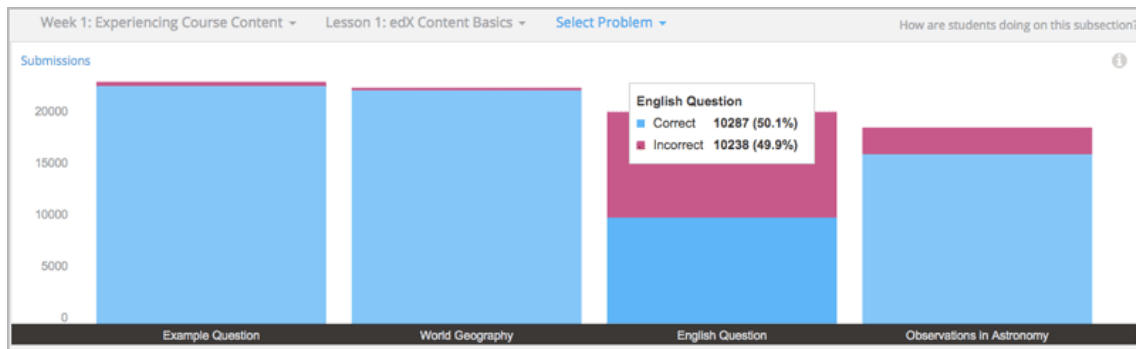 Week 1: Experiencing Course Content Lesson 1: edX Content Basics Select Problem How are students doing on this subsection?
Submissions
20000
15000
10000
5000
0
English Question
Correct 10287 (50.1%)
Incorrect 10238 (49.9%)
Example Question World Geography English Question Observations in Astronomy